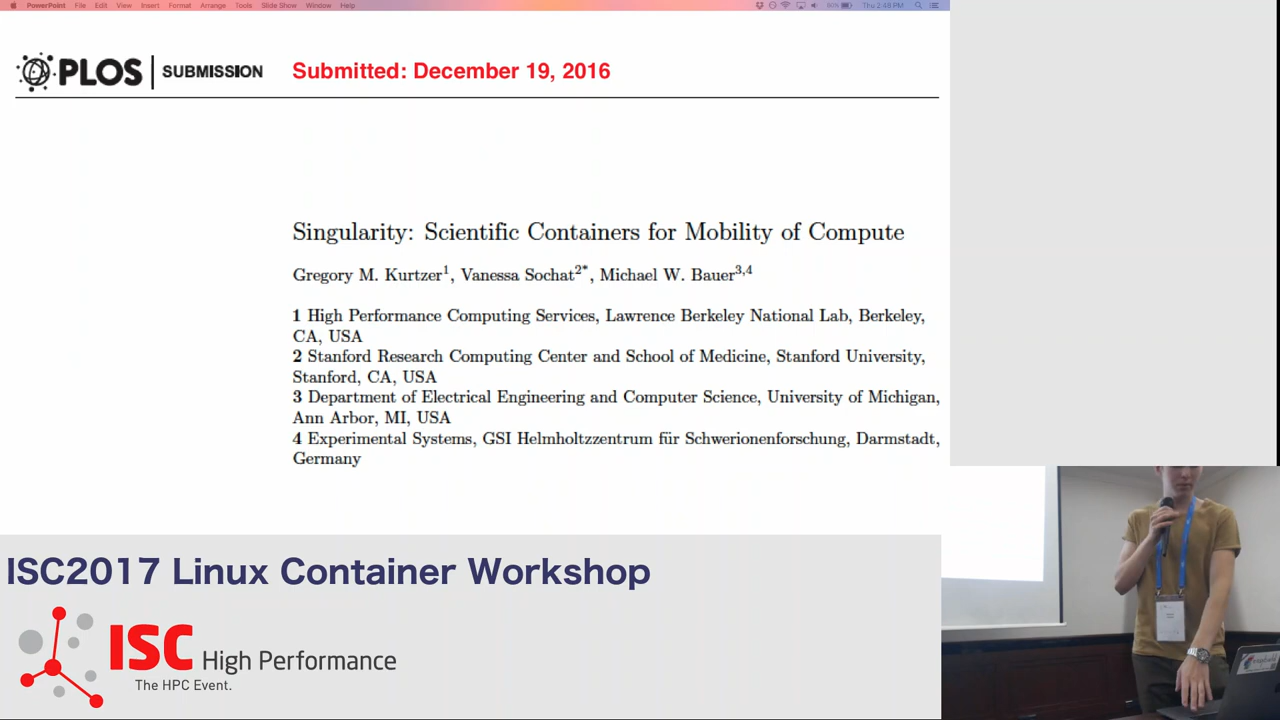 PowerPoint File Edit View Insert Format Arrange Tools Slide Show Window Help
Thu 2:48 PM
PLOS | SUBMISSION
Submitted: December 19, 2016
Singularity: Scientific Containers for Mobility of Compute
Gregory M. Kurtzer1, Vanessa Sochat2*, Michael W. Bauer3,4
1 High Performance Computing Services, Lawrence Berkeley National Lab, Berkeley,
CA, USA
2 Stanford Research Computing Center and School of Medicine, Stanford University,
Stanford, CA, USA
3 Department of Electrical Engineering and Computer Science, University of Michigan,
Ann Arbor, MI, USA
4 Experimental Systems, GSI Helmholtzzentrum für Schwerionenforschung, Darmstadt,
Germany
ISC2017 Linux Container Workshop
ISC High Performance
The HPC Event.